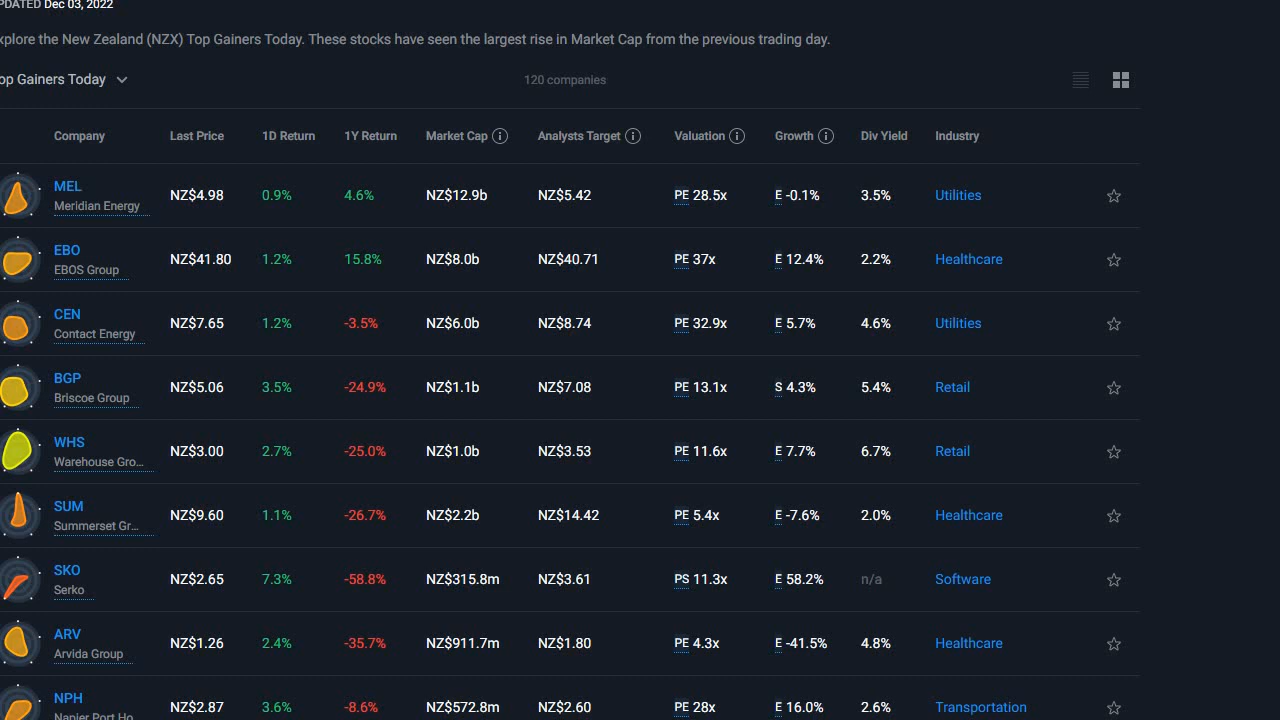 PDATED Dec 03, 2022
xplore the New Zealand (NZX) Top Gainers Today. These stocks have seen the largest rise in Market Cap from the previous trading day.
op Gainers Today 120 companies
Company Last Price 1D Return 1Y Return Market Cap Analysts Target Valuation Growth Div Yield Industry
MEL NZ$4.98 0.9% 4.6% NZ$12.9b NZ$5.42 PE 28.5x E -0.1% 3.5% Utilities
Meridian Energy
EBO NZ$41.80 1.2% 15.8% NZ$8.0b NZ$40.71 PE 37x E 12.4% 2.2% Healthcare
EBOS Group
CEN NZ$7.65 1.2% -3.5% NZ$6.0b NZ$8.74 PE 32.9x E 5.7% 4.6% Utilities
Contact Energy
BGP NZ$5.06 3.5% -24.9% NZ$1.1b NZ$7.08 PE 13.1x S 4.3% 5.4% Retail
Briscoe Group
WHS NZ$3.00 2.7% -25.0% NZ$1.0b NZ$3.53 PE 11.6x E 7.7% 6.7% Retail
Warehouse Gro...
SUM NZ$9.60 1.1% -26.7% NZ$2.2b NZ$14.42 PE 5.4x E -7.6% 2.0% Healthcare
Summerset Gr...
SKO NZ$2.65 7.3% -58.8% NZ$315.8m NZ$3.61 PS 11.3x E 58.2% n/a Software
Serko
ARV NZ$1.26 2.4% -35.7% NZ$911.7m NZ$1.80 PE 4.3x E -41.5% 4.8% Healthcare
Arvida Group
NPH NZ$2.87 3.6% -8.6% NZ$572.8m NZ$2.60 PE 28x E 16.0% 2.6% Transportation
Napier Port Ho...